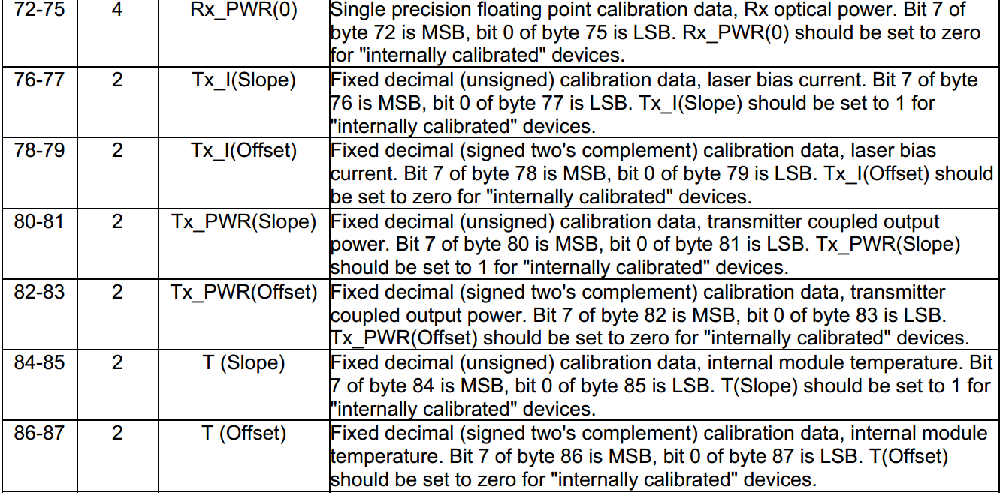 72-75 4 Rx_PWR(0) Single precision floating point calibration data, Rx optical power. Bit 7 of
byte 72 is MSB, bit 0 of byte 75 is LSB. Rx_PWR(0) should be set to zero
for "internally calibrated" devices.
76-77 2 Tx_I(Slope) Fixed decimal (unsigned) calibration data, laser bias current. Bit 7 of byte
76 is MSB, bit 0 of byte 77 is LSB. Tx_I(Slope) should be set to 1 for
"internally calibrated" devices.
78-79 2 Tx_I(Offset) Fixed decimal (signed two's complement) calibration data, laser bias
current. Bit 7 of byte 78 is MSB, bit 0 of byte 79 is LSB. Tx_I(Offset) should
be set to zero for "internally calibrated" devices.
80-81 2 Tx_PWR(Slope) Fixed decimal (unsigned) calibration data, transmitter coupled output
power. Bit 7 of byte 80 is MSB, bit 0 of byte 81 is LSB. Tx_PWR(Slope)
should be set to 1 for "internally calibrated" devices.
82-83 2 Tx_PWR(Offset) Fixed decimal (signed two's complement) calibration data, transmitter
coupled output power. Bit 7 of byte 82 is MSB, bit 0 of byte 83 is LSB.
Tx_PWR(Offset) should be set to zero for "internally calibrated" devices.
84-85 2 T (Slope) Fixed decimal (unsigned) calibration data, internal module temperature. Bit
7 of byte 84 is MSB, bit 0 of byte 85 is LSB. T(Slope) should be set to 1 for
"internally calibrated" devices.
86-87 2 T (Offset) Fixed decimal (signed two's complement) calibration data, internal module
temperature. Bit 7 of byte 86 is MSB, bit 0 of byte 87 is LSB. T(Offset)
should be set to zero for "internally calibrated" devices.